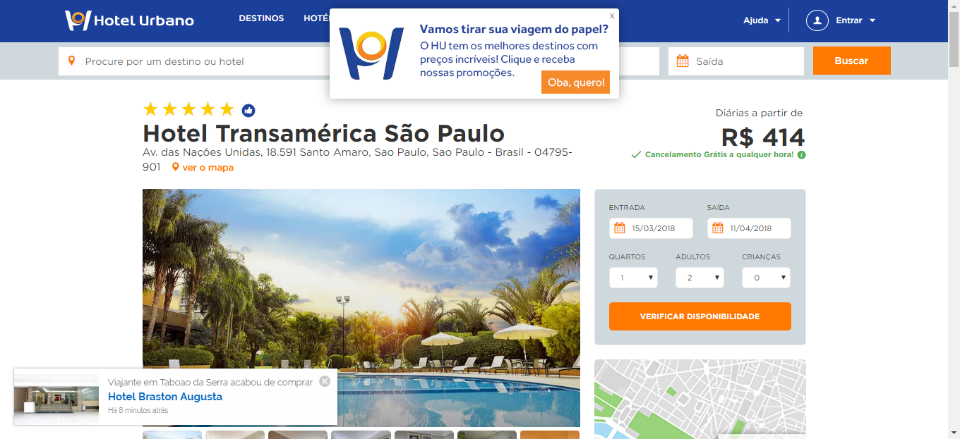 Hotel Urbano
DESTINOS
Ajuda
Entrar
x
Vamos tirar sua viagem do papel?
O HU tem os melhores destinos com
preços incríveis! Clique e receba
nossas promoções.
Oba, quero!
Procure por um destino ou hotel
Saída
Buscar
Hotel Transamérica São Paulo
Av. das Nações Unidas, 18.591 Santo Amaro, Sao Paulo, Sao Paulo - Brasil - 04795-
901 ver o mapa
Diárias a partir de
R$ 414
Cancelamento Grátis a qualquer hora!
ENTRADA SAÍDA
15/03/2018 11/04/2018
QUARTOS ADULTOS CRIANÇAS
1 2 0
VERIFICAR DISPONIBILIDADE
Viajante em Taboao da Serra acabou de comprar
Hotel Braston Augusta
Há 8 minutos atrás